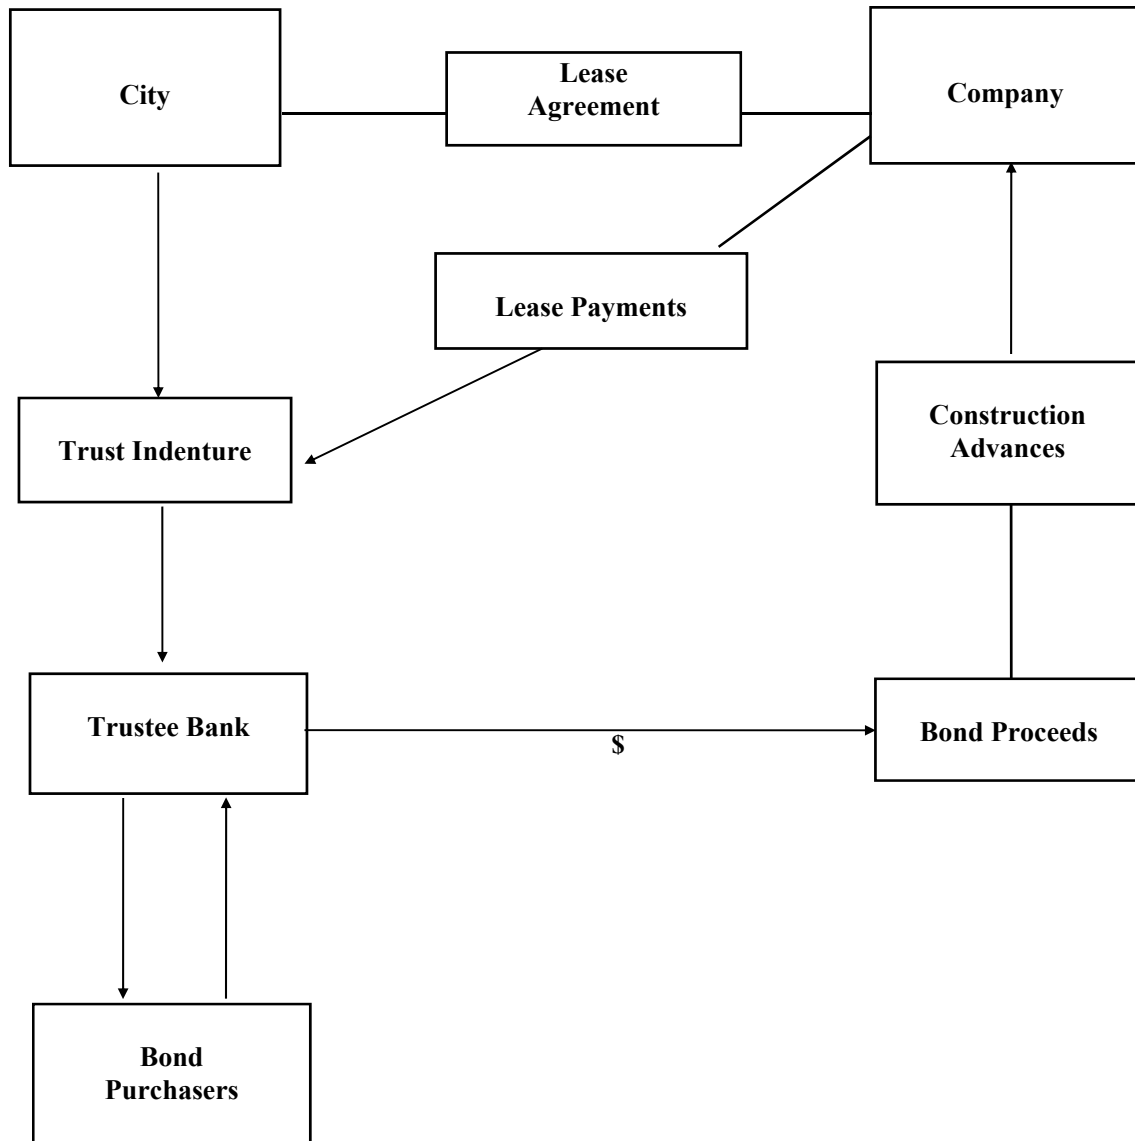 City
Lease
Agreement
Company
Lease Payments
Trust Indenture
Construction
Advances
Trustee Bank
$
Bond Proceeds
Bond
Purchasers